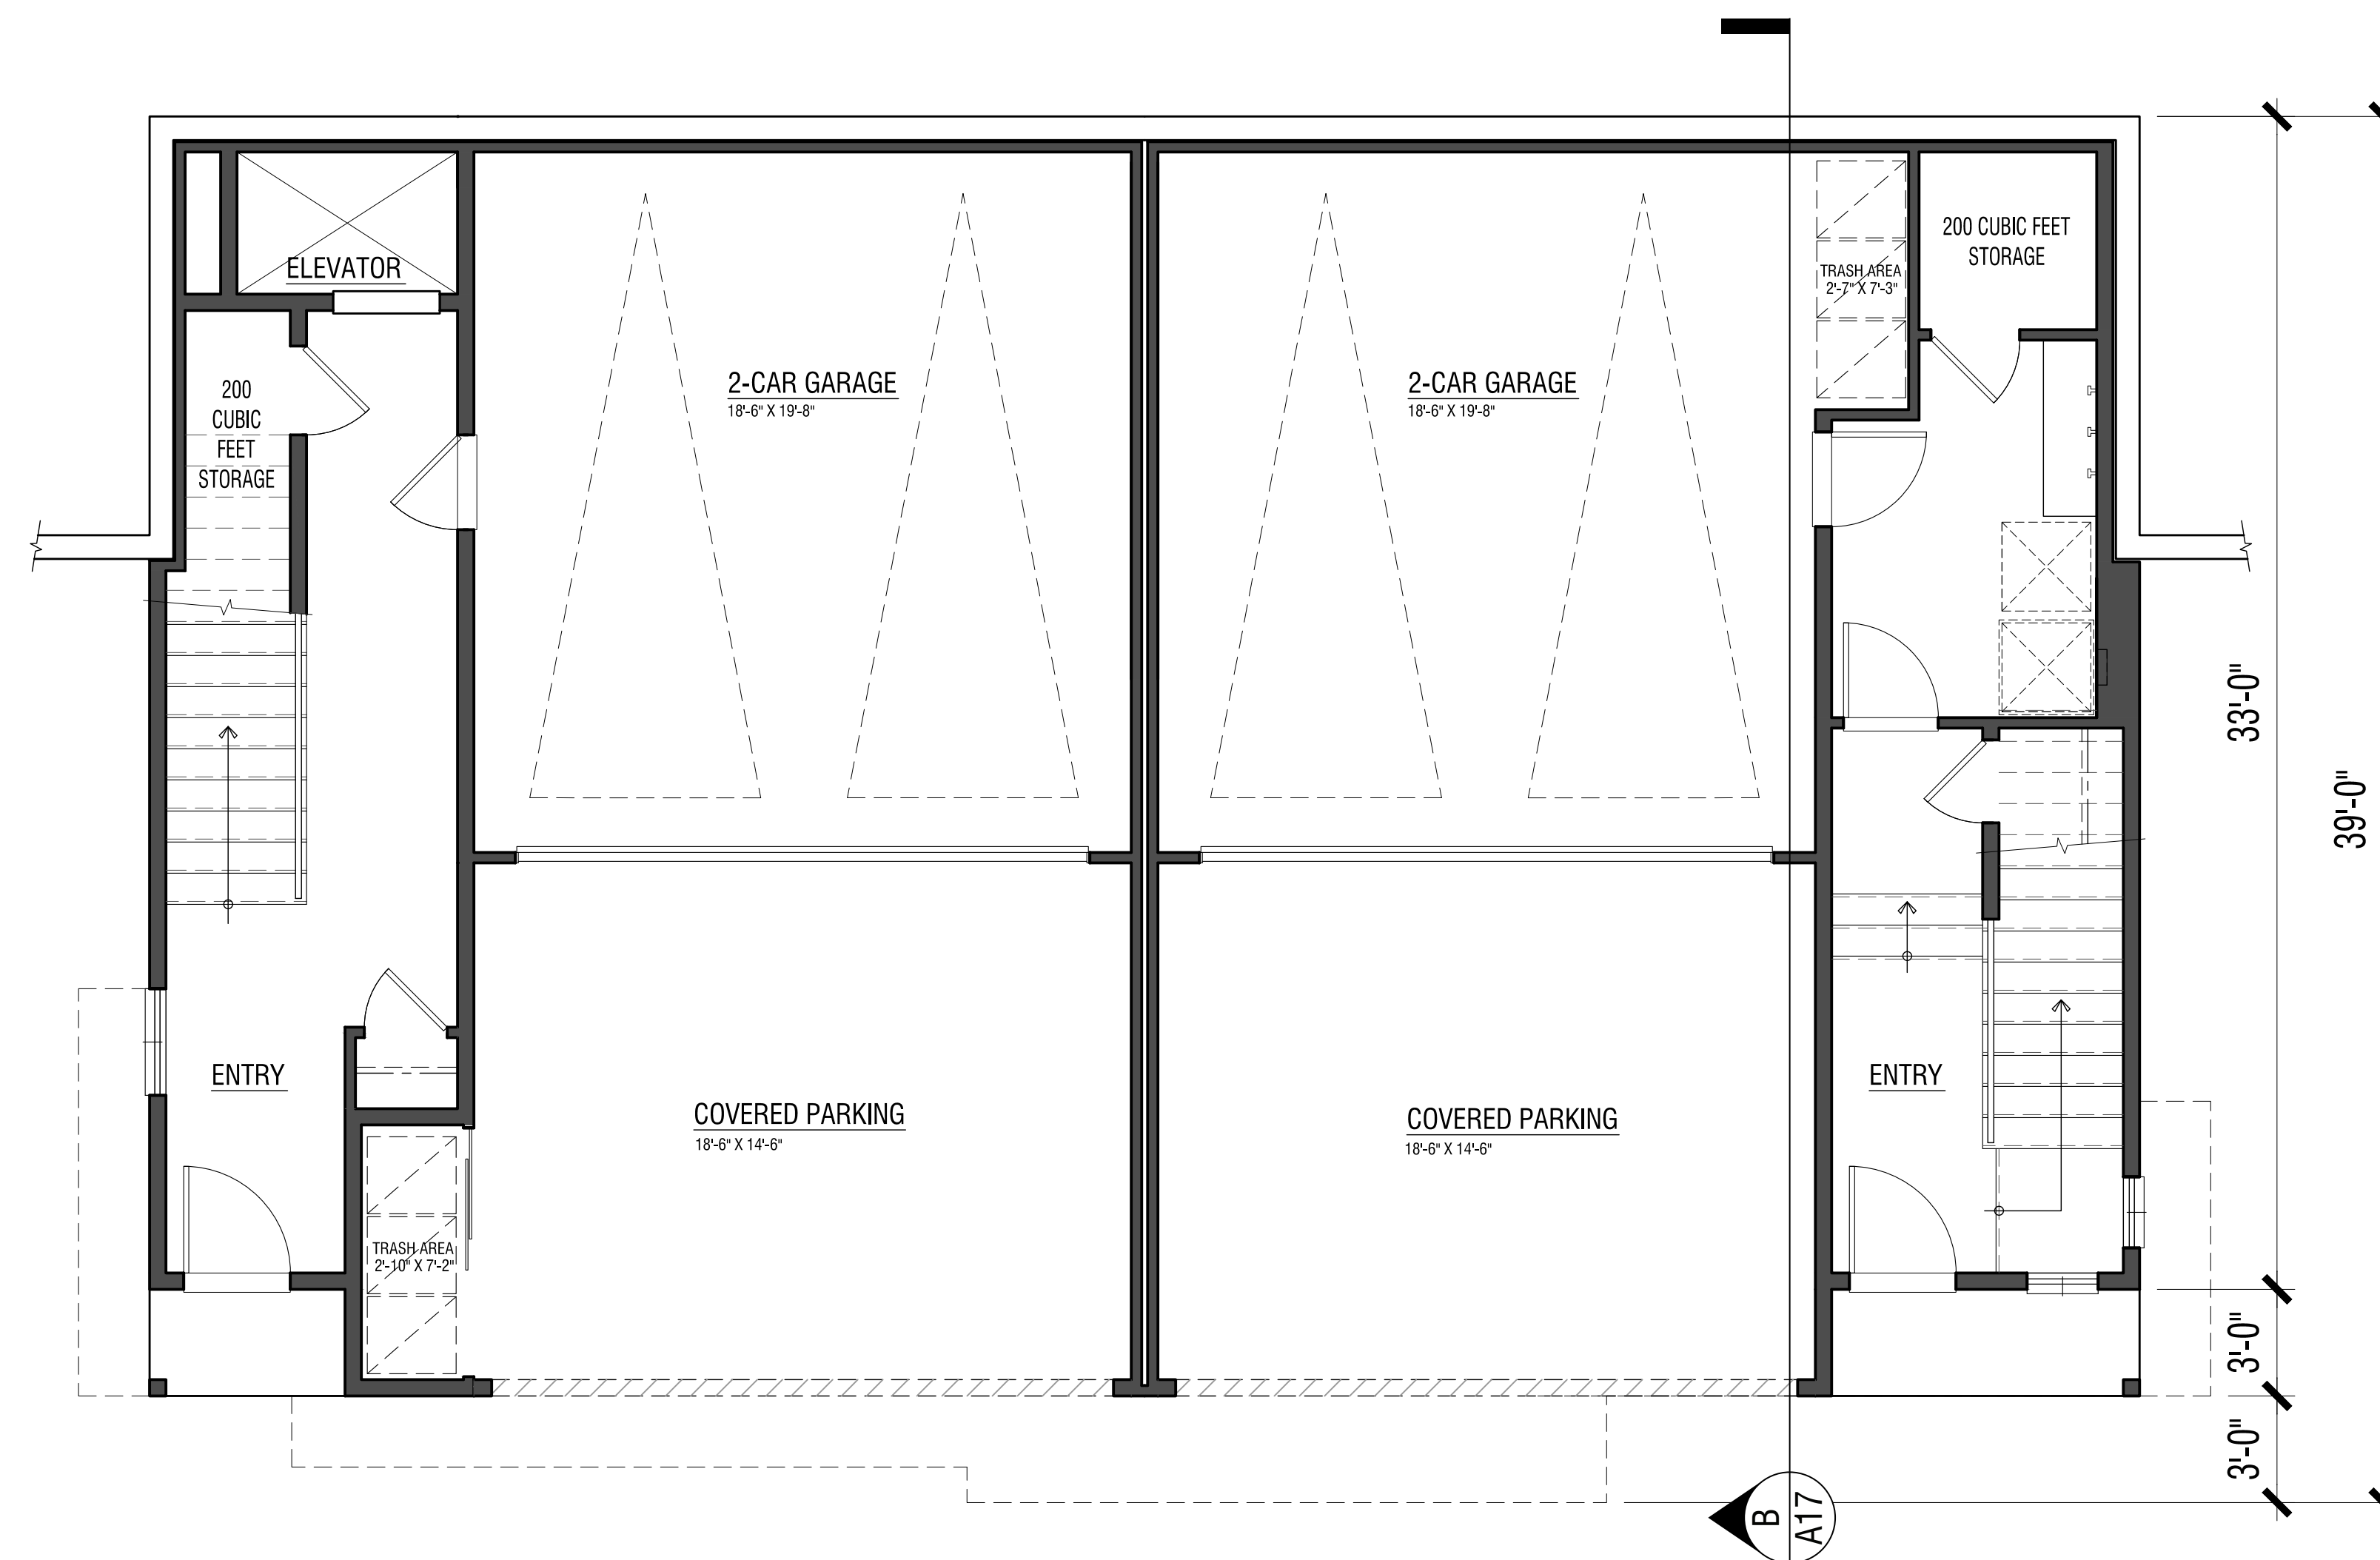 ELEVATOR
200
CUBIC
FEET
STORAGE
2-CAR GARAGE
18'-6" X 19'-8"
2-CAR GARAGE
18'-6" X 19'-8"
TRASH AREA
2'-7" X 7'-3"
200 CUBIC FEET
STORAGE
33'-0"
39'-0"
ENTRY
COVERED PARKING
18'-6" X 14'-6"
COVERED PARKING
18'-6" X 14'-6"
ENTRY
TRASH AREA
2'-10" X 7'-2"
3'-0"
3'-0"
B
A17